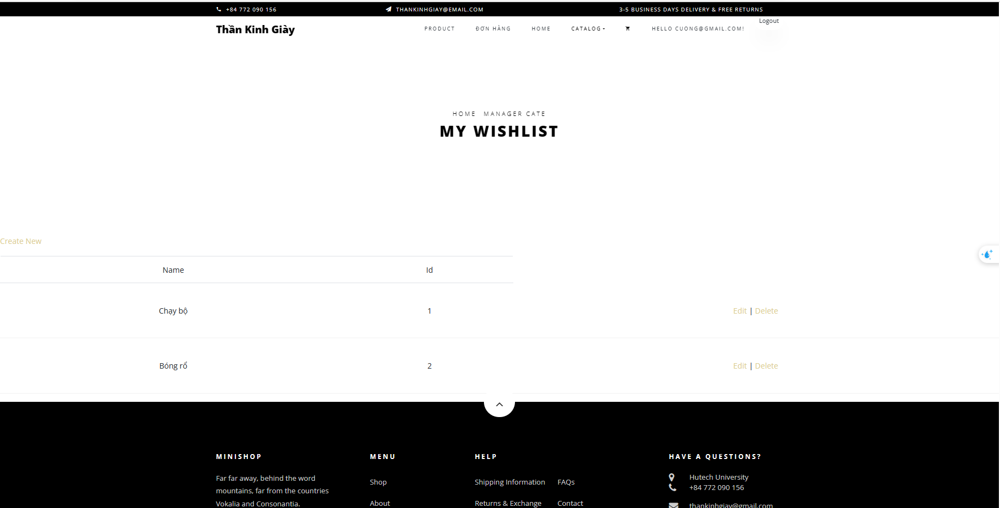 +84 772 090 156 THANKINHGIAY@EMAIL.COM 3-5 BUSINESS DAYS DELIVERY & FREE RETURNS
Thần Kinh Giày PRODUCT ĐƠN HÀNG HOME CATALOG HELLO CUONG@GMAIL.COM! Logout
HOME MANAGER CATE
MY WISHLIST
Create New
Name Id
Chạy bộ 1 Edit | Delete
Bóng rổ 2 Edit | Delete
MINISHOP MENU HELP HAVE A QUESTIONS?
Far far away, behind the word
mountains, far from the countries
Vokalia and Consonantia.
Shop
About
Shipping Information FAQs
Returns & Exchange Contact
Hutech University
+84 772 090 156
thankinhgiay@gmail.com